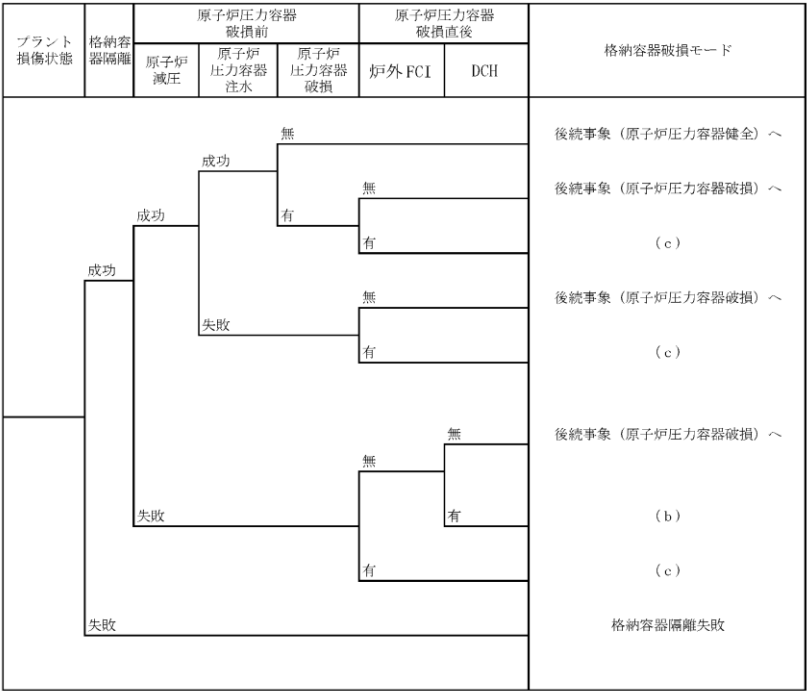 プラント
損傷状態
格納容
器隔離
原子炉圧力容器
破損前
原子炉
減圧
原子炉
圧力容器
注水
原子炉
圧力容器
破損
原子炉圧力容器
破損直後
炉外FCI
DCH
格納容器破損モード
無
後続事象（原子炉圧力容器健全）へ
成功
無
後続事象（原子炉圧力容器破損）へ
成功
有
有
（c）
成功
無
後続事象（原子炉圧力容器破損）へ
失敗
有
（c）
無
後続事象（原子炉圧力容器破損）へ
無
失敗
有
（b）
有
（c）
失敗
格納容器隔離失敗